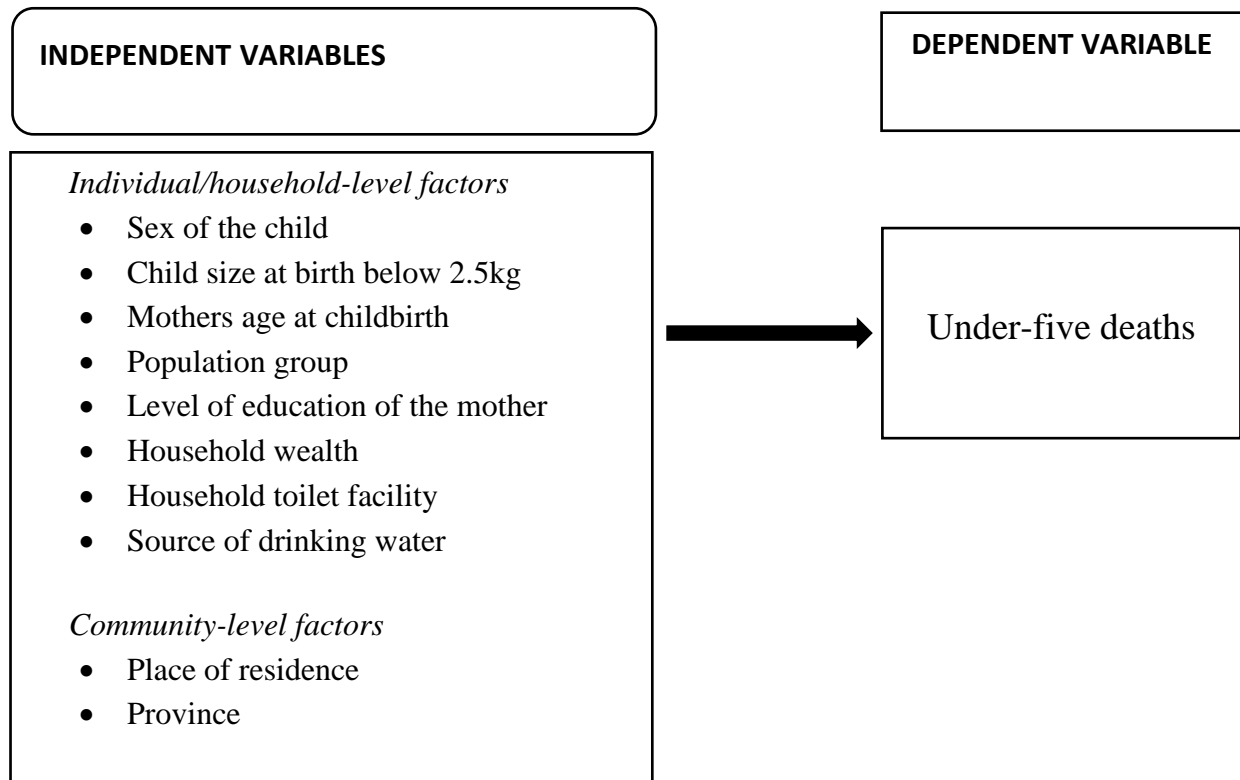 INDEPENDENT VARIABLES
DEPENDENT VARIABLE
Individual/household-level factors
• Sex of the child
• Child size at birth below 2.5kg
• Mothers age at childbirth
• Population group
• Level of education of the mother
• Household wealth
• Household toilet facility
• Source of drinking water
Community-level factors
• Place of residence
• Province
Under-five deaths